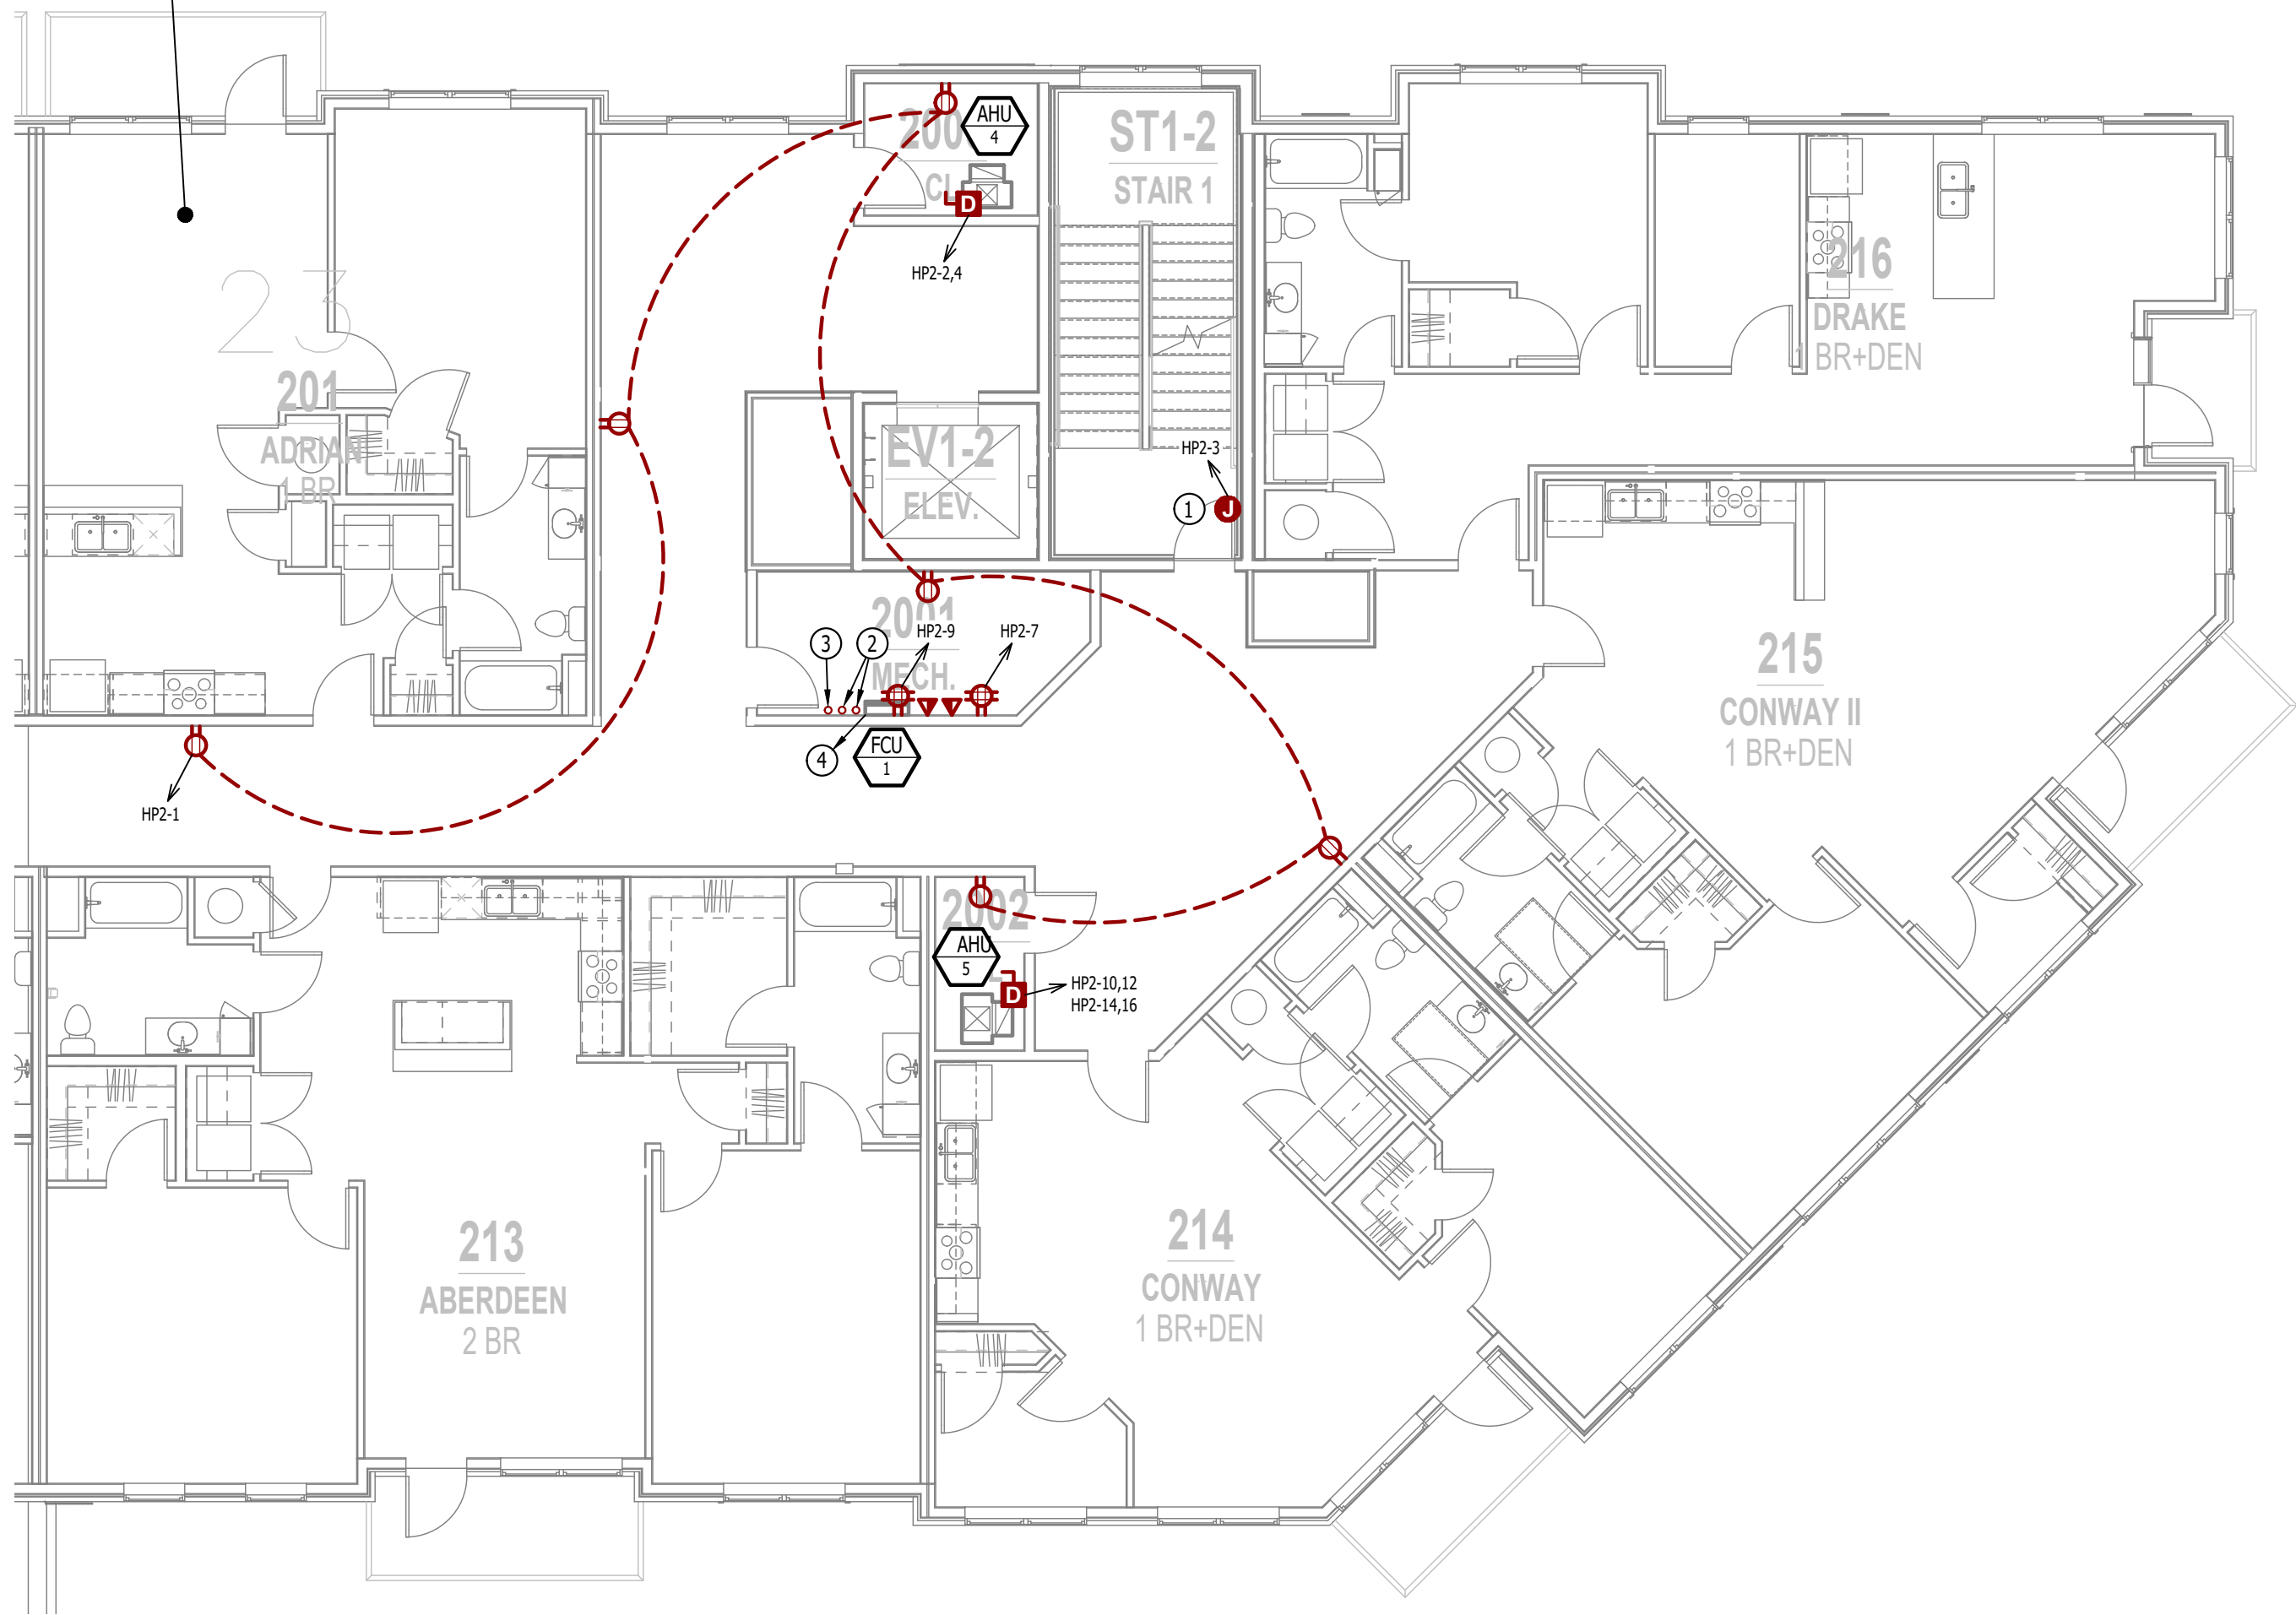 AHU
4
200
CL
D
HP2-2,4
ST1-2
STAIR 1
216
DRAKE
1 BR+DEN
23
201
ADRIAN
1 BR
EV1-2
ELEV.
HP2-3
1
J
2001
MECH.
3
2
HP2-9
HP2-7
4
FCU
1
HP2-1
215
CONWAY II
1 BR+DEN
2002
AHU
5
D
HP2-10,12
HP2-14,16
213
ABERDEEN
2 BR
214
CONWAY
1 BR+DEN